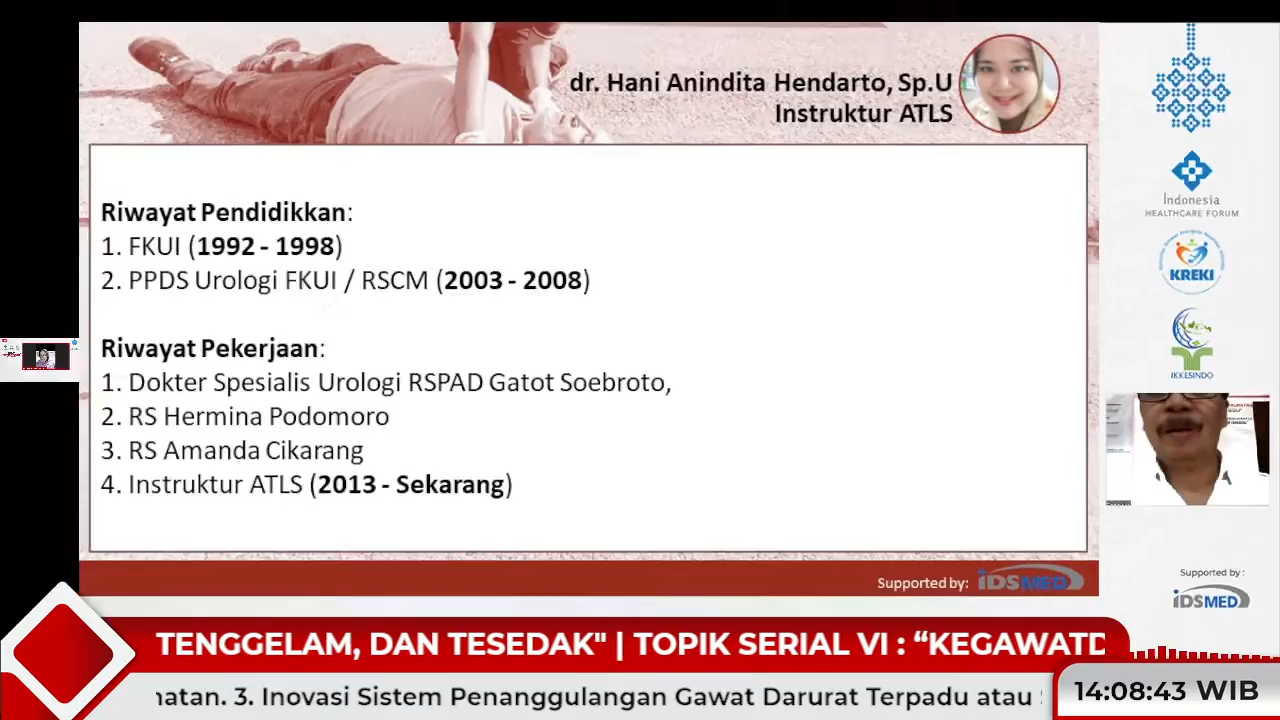 dr. Hani Anindita Hendarto, Sp.U
Instruktur ATLS
Riwayat Pendidikkan:
1. FKUI (1992 - 1998)
2. PPDS Urologi FKUI / RSCM (2003 - 2008)
Riwayat Pekerjaan:
1. Dokter Spesialis Urologi RSPAD Gatot Soebroto,
2. RS Hermina Podomoro
3. RS Amanda Cikarang
4. Instruktur ATLS (2013 - Sekarang)
Supported by: iDSMED
Indonesia
HEALTHCARE FORUM
KREKI
IKKESINDO
Supported by :
iDSMED
TENGGELAM, DAN TESEDAK" | TOPIK SERIAL VI : “KEGAWATD
natan. 3. Inovasi Sistem Penanggulangan Gawat Darurat Terpadu atau
14:08:43 WIB